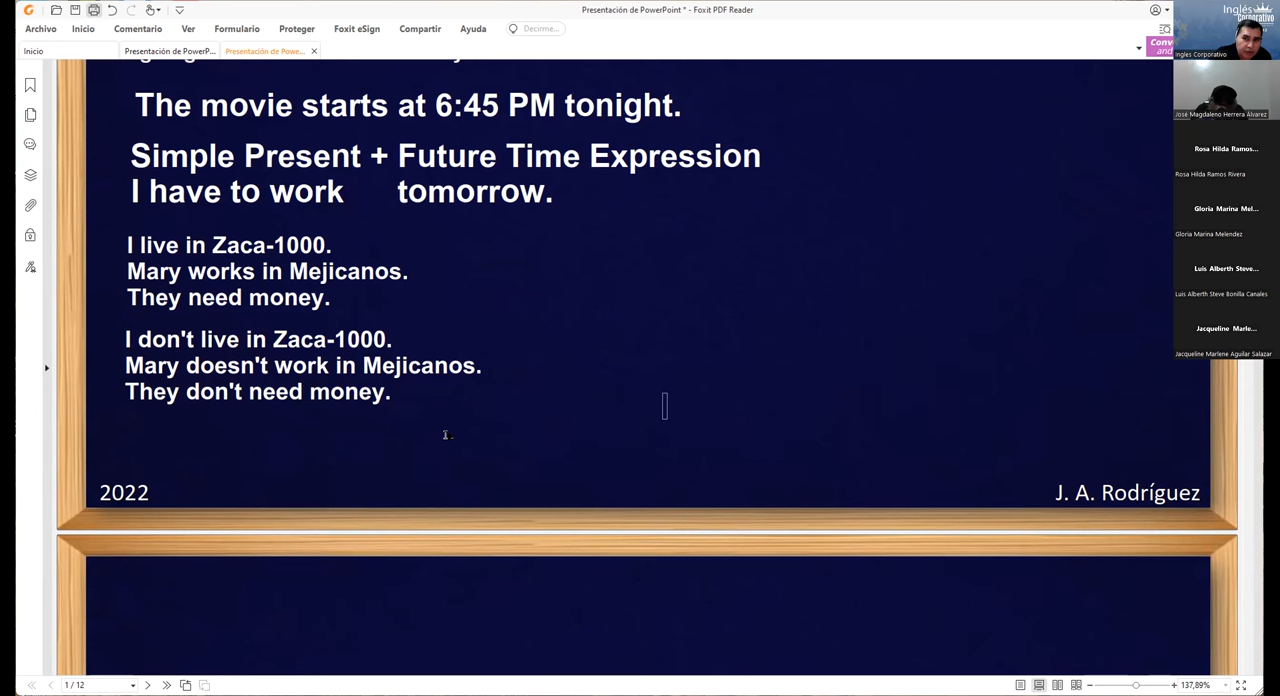 Presentación de PowerPoint * - Foxit PDF Reader
Archivo Inicio Comentario Ver Formulario Proteger Foxit eSign Compartir Ayuda Decirme...
Inicio Presentación de PowerP... Presentación de Powe...
The movie starts at 6:45 PM tonight.
Simple Present + Future Time Expression
I have to work tomorrow.
I live in Zaca-1000.
Mary works in Mejicanos.
They need money.
I don't live in Zaca-1000.
Mary doesn't work in Mejicanos.
They don't need money.
2022 J. A. Rodríguez
1 / 12 137,89%
Inglés
Corporativo
Ingles Corporativo
José Magdaleno Herrera Álvarez
Rosa Hilda Ramos...
Rosa Hilda Ramos Rivera
Gloria Marina Mel...
Gloria Marina Melendez
Luis Alberth Steve...
Luis Alberth Steve Bonilla Canales
Jacqueline Marle...
Jacqueline Marlene Aguilar Salazar